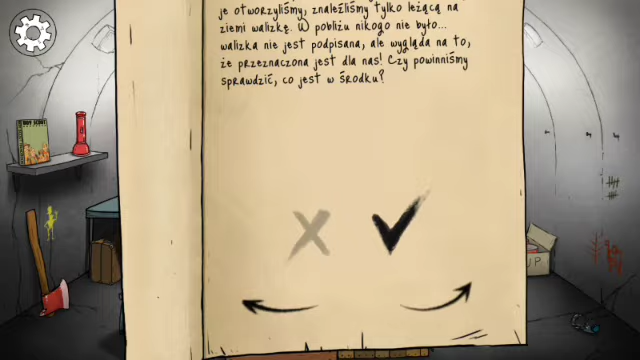 je otworzyliśmy, znaleźliśmy tylko leżącą na
ziemi walizkę. W pobliżu nikogo nie było...
walizka nie jest podpisana, ale wygląda na to,
że przeznaczona jest dla nas! Czy powinniśmy
sprawdzić, co jest w środku?
UP